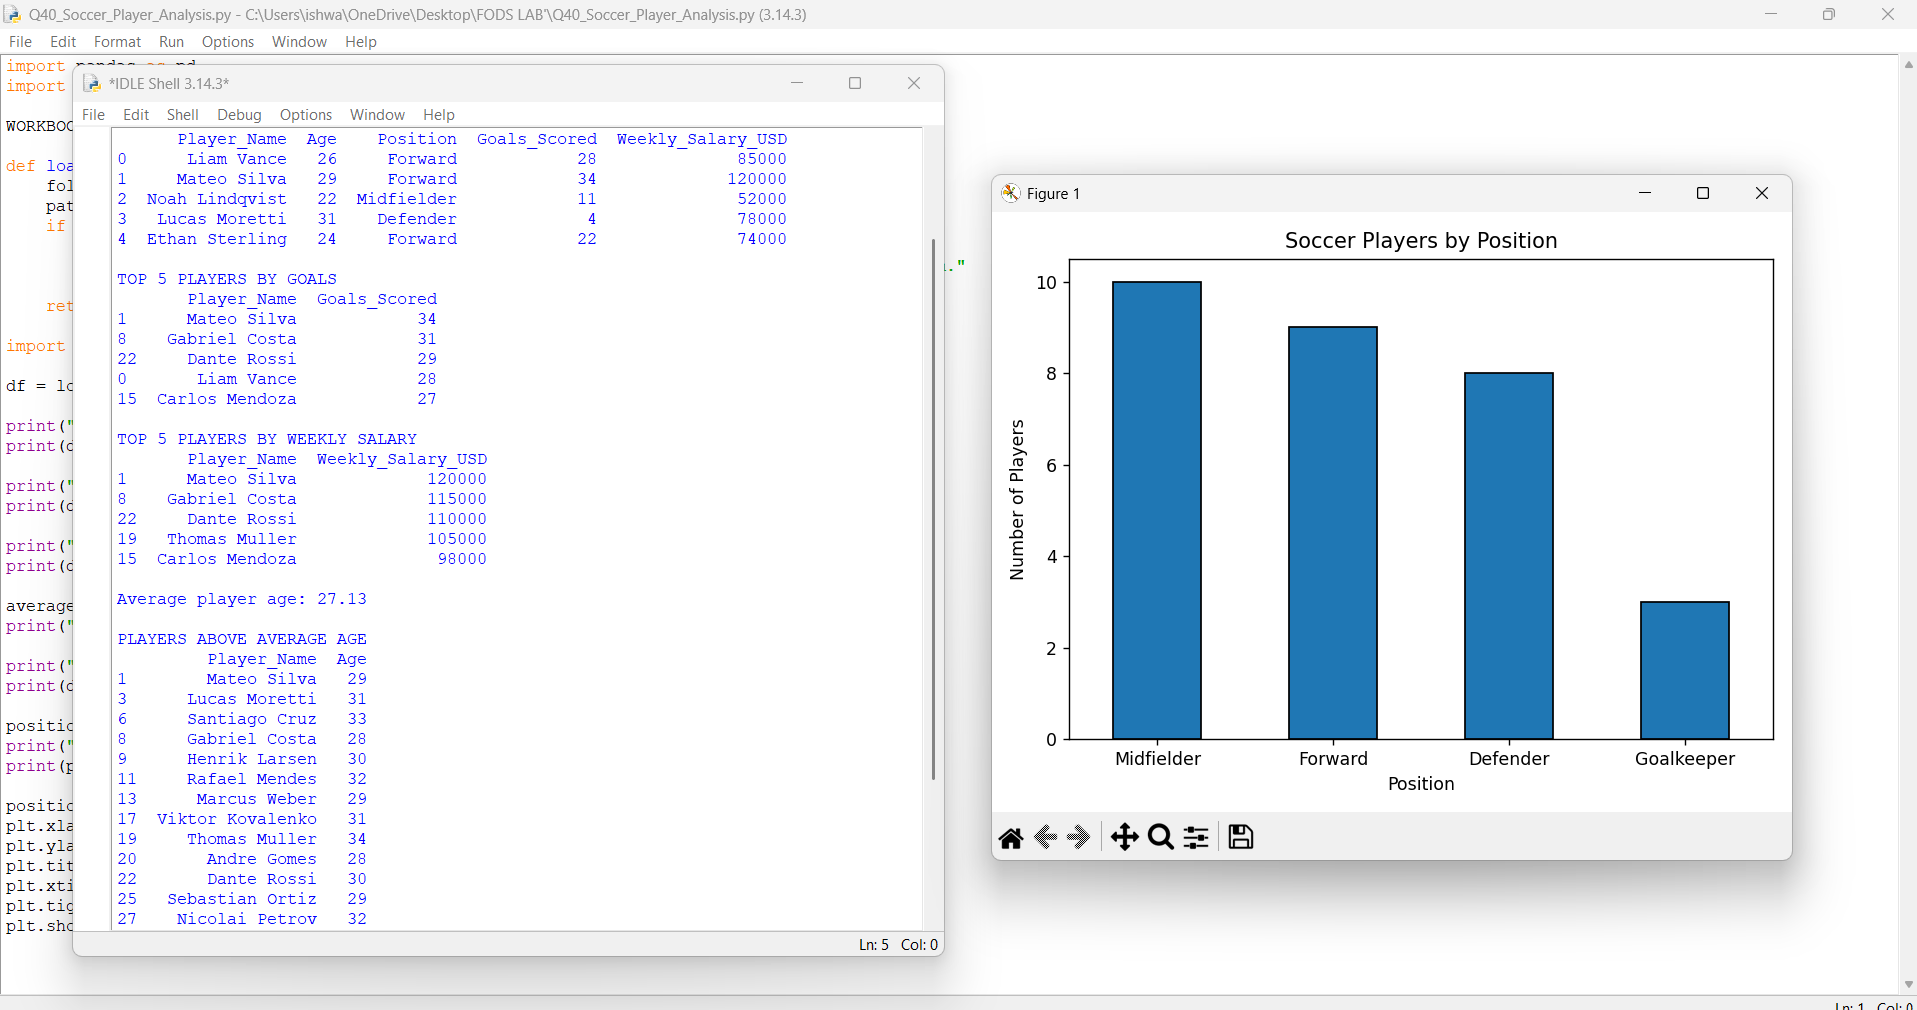 Q40_Soccer_Player_Analysis.py - C:\Users\ishwa\OneDrive\Desktop\FODS LAB'\Q40_Soccer_Player_Analysis.py (3.14.3)
File Edit Format Run Options Window Help
import
import
WORKBOO
def loa
fol
pat
if
."
ret
import
df = lo
print("
print(d
print("
print(d
print("
print(d
average
print("
print("
print(d
positio
print("
print(p
positio
plt.xla
plt.yla
plt.tit
plt.xti
plt.tig
plt.sho
Ln: 1 Col: 0
*IDLE Shell 3.14.3*
File Edit Shell Debug Options Window Help
Player_Name Age Position Goals_Scored Weekly_Salary_USD
0 Liam Vance 26 Forward 28 85000
1 Mateo Silva 29 Forward 34 120000
2 Noah Lindqvist 22 Midfielder 11 52000
3 Lucas Moretti 31 Defender 4 78000
4 Ethan Sterling 24 Forward 22 74000
TOP 5 PLAYERS BY GOALS
Player_Name Goals_Scored
1 Mateo Silva 34
8 Gabriel Costa 31
22 Dante Rossi 29
0 Liam Vance 28
15 Carlos Mendoza 27
TOP 5 PLAYERS BY WEEKLY SALARY
Player_Name Weekly_Salary_USD
1 Mateo Silva 120000
8 Gabriel Costa 115000
22 Dante Rossi 110000
19 Thomas Muller 105000
15 Carlos Mendoza 98000
Average player age: 27.13
PLAYERS ABOVE AVERAGE AGE
Player_Name Age
1 Mateo Silva 29
3 Lucas Moretti 31
6 Santiago Cruz 33
8 Gabriel Costa 28
9 Henrik Larsen 30
11 Rafael Mendes 32
13 Marcus Weber 29
17 Viktor Kovalenko 31
19 Thomas Muller 34
20 Andre Gomes 28
22 Dante Rossi 30
25 Sebastian Ortiz 29
27 Nicolai Petrov 32
Ln: 5 Col: 0
Figure 1
Soccer Players by Position
Number of Players
10
8
6
4
2
0
Midfielder Forward Defender Goalkeeper
Position